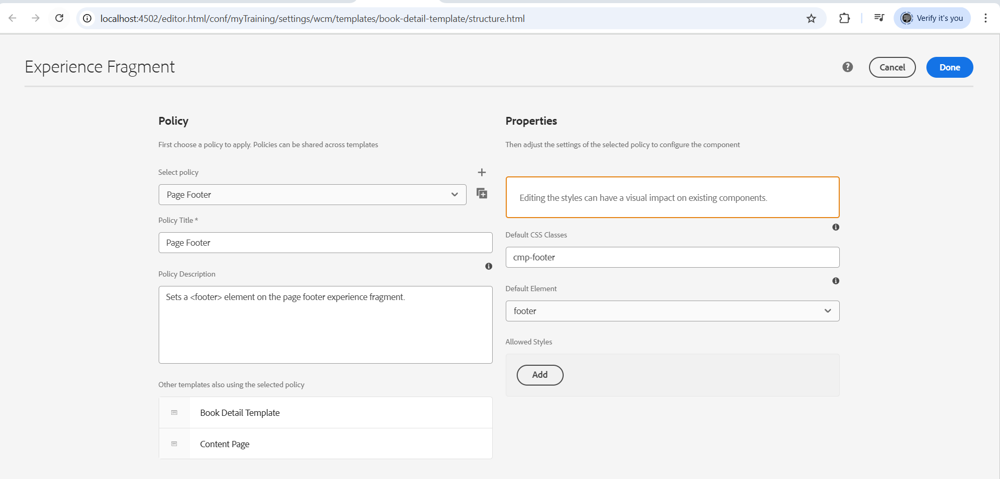 localhost:4502/editor.html/conf/myTraining/settings/wcm/templates/book-detail-template/structure.html
Verify it's you
Experience Fragment
Cancel
Done
Policy
First choose a policy to apply. Policies can be shared across templates
Select policy
Page Footer
Policy Title *
Page Footer
Policy Description
Sets a <footer> element on the page footer experience fragment.
Other templates also using the selected policy
Book Detail Template
Content Page
Properties
Then adjust the settings of the selected policy to configure the component
Editing the styles can have a visual impact on existing components.
Default CSS Classes
cmp-footer
Default Element
footer
Allowed Styles
Add